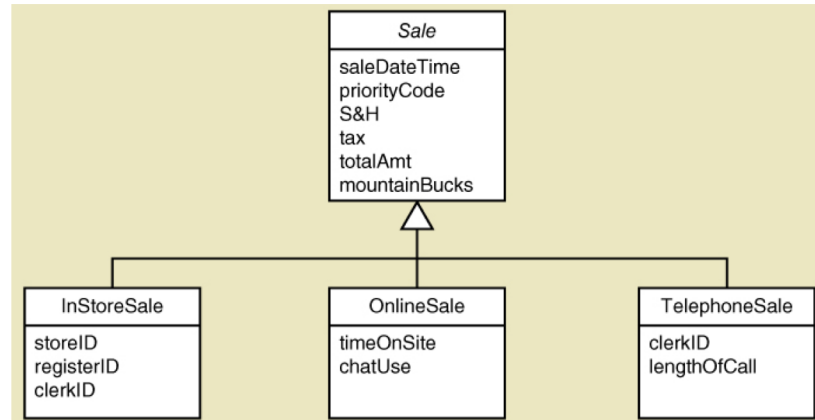 Sale
saleDateTime
priorityCode
S&H
tax
totalAmt
mountainBucks
InStoreSale
storeID
registerID
clerkID
OnlineSale
timeOnSite
chatUse
TelephoneSale
clerkID
lengthOfCall